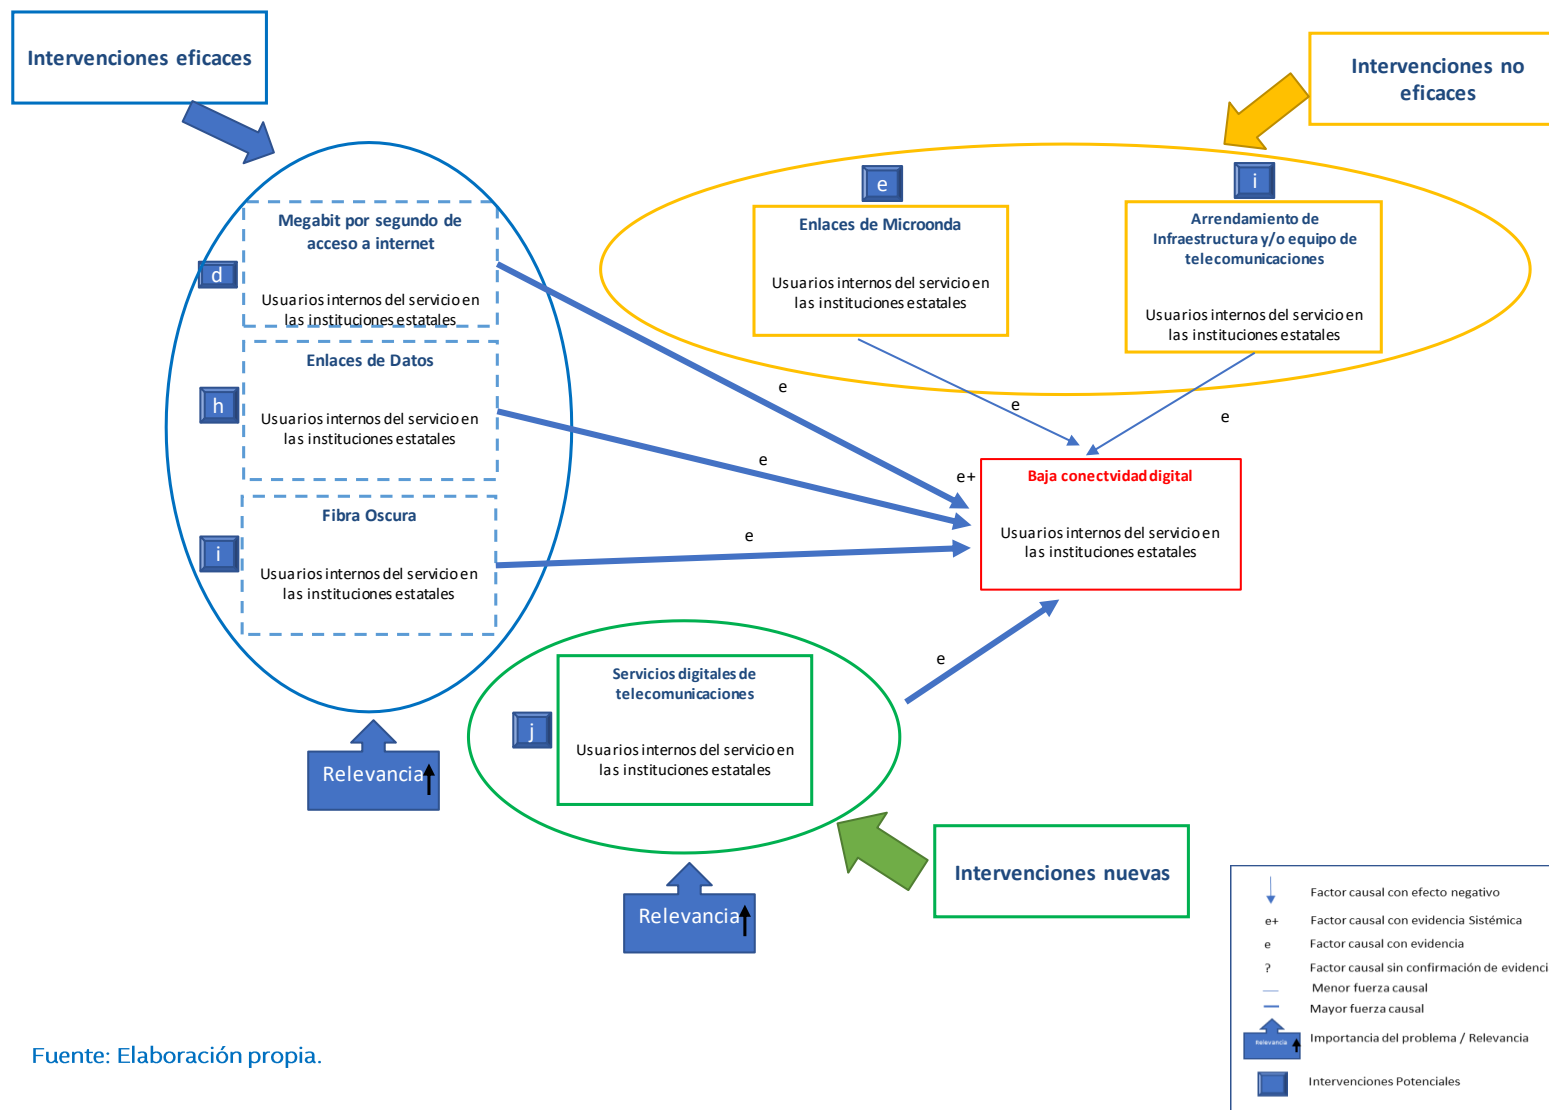 Intervenciones eficaces
Intervenciones no
eficaces
d
Megabit por segundo de
acceso a internet
Usuarios internos del servicio en
las instituciones estatales
h
Enlaces de Datos
Usuarios internos del servicio en
las instituciones estatales
i
Fibra Oscura
Usuarios internos del servicio en
las instituciones estatales
e
Enlaces de Microonda
Usuarios internos del servicio en
las instituciones estatales
i
Arrendamiento de
Infraestructura y/o equipo de
telecomunicaciones
Usuarios internos del servicio en
las instituciones estatales
e
e
e
e
e
e+
Baja conectvidad digital
Usuarios internos del servicio en
las instituciones estatales
e
j
Servicios digitales de
telecomunicaciones
Usuarios internos del servicio en
las instituciones estatales
Relevancia
Relevancia
Intervenciones nuevas
Factor causal con efecto negativo
e+ Factor causal con evidencia Sistémica
e Factor causal con evidencia
? Factor causal sin confirmación de evidenci
Menor fuerza causal
Mayor fuerza causal
Relevancia Importancia del problema / Relevancia
Intervenciones Potenciales
Fuente: Elaboración propia.